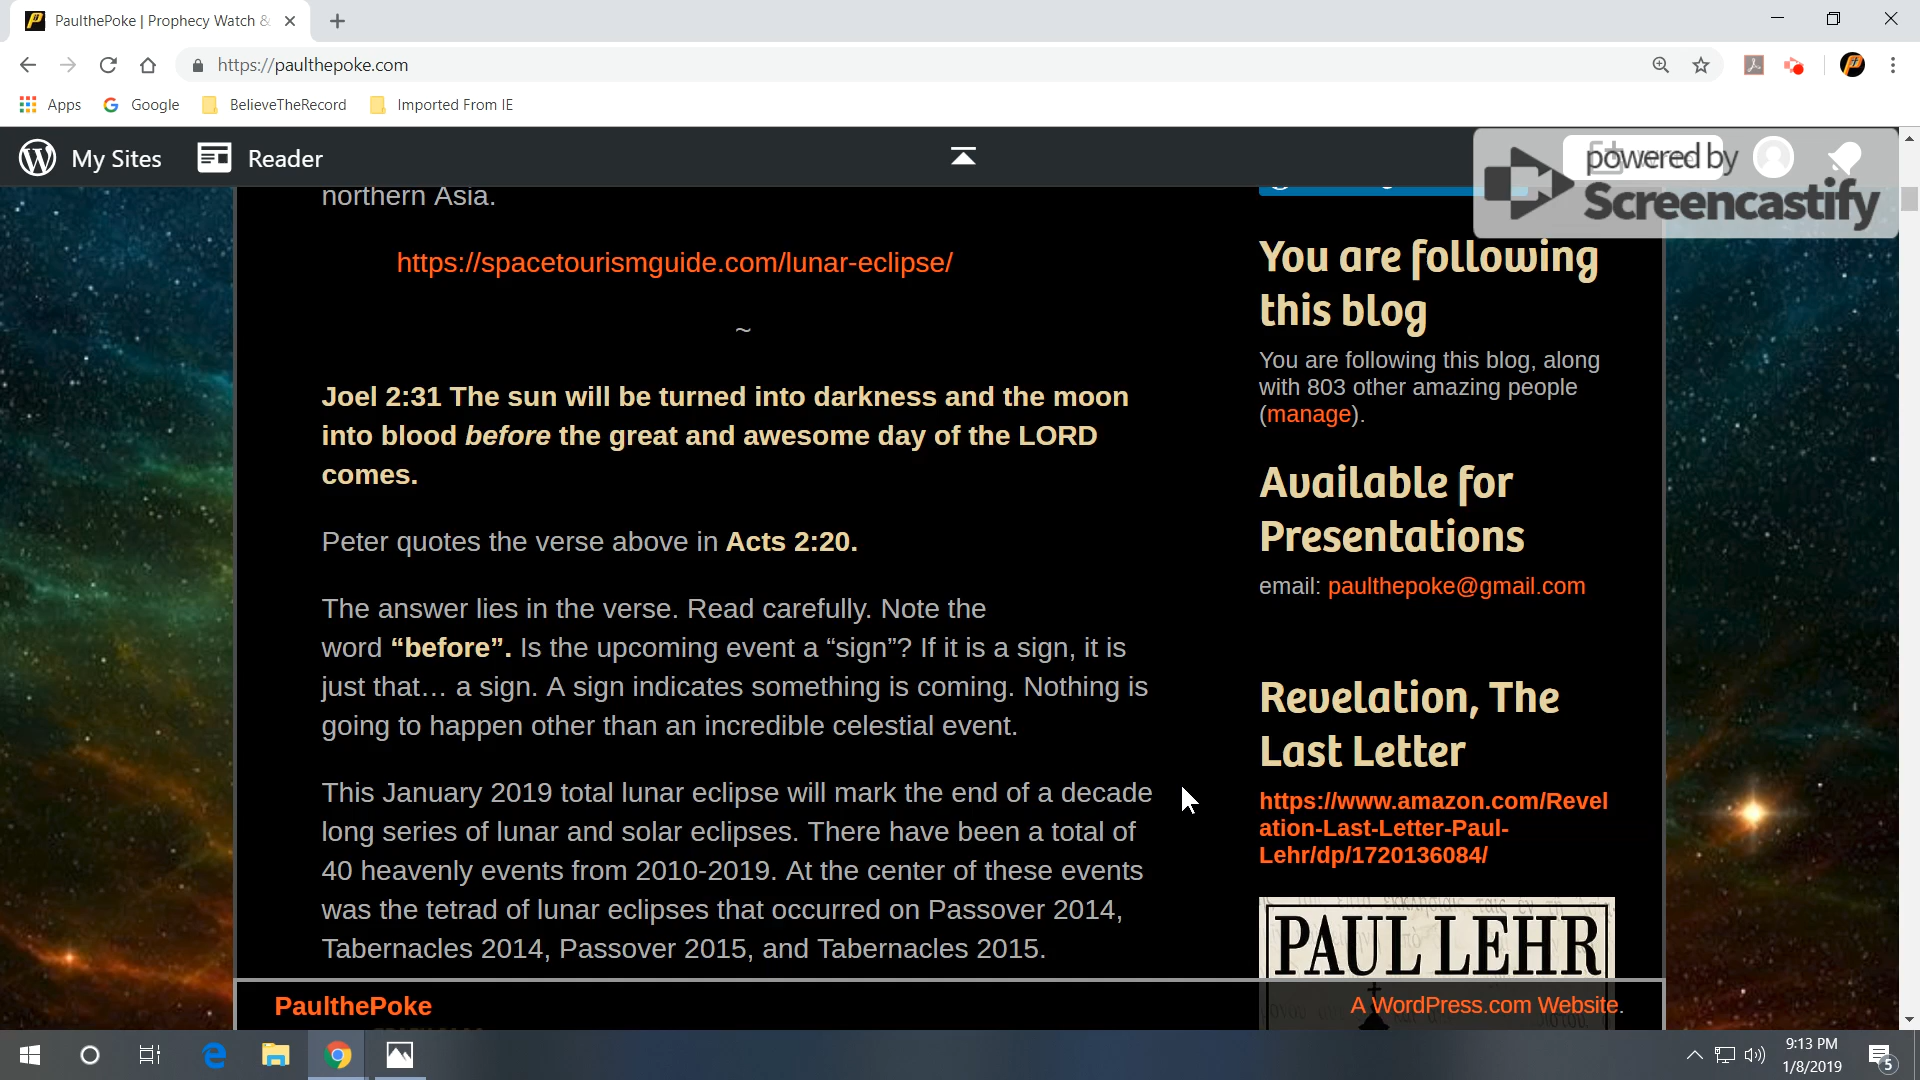 PaulthePoke | Prophecy Watch &
https://paulthepoke.com
Apps Google BelieveTheRecord Imported From IE
My Sites Reader
powered by
Screencastify
northern Asia.
https://spacetourismguide.com/lunar-eclipse/
~
Joel 2:31 The sun will be turned into darkness and the moon
into blood before the great and awesome day of the LORD
comes.
Peter quotes the verse above in Acts 2:20.
The answer lies in the verse. Read carefully. Note the
word “before”. Is the upcoming event a “sign”? If it is a sign, it is
just that… a sign. A sign indicates something is coming. Nothing is
going to happen other than an incredible celestial event.
This January 2019 total lunar eclipse will mark the end of a decade
long series of lunar and solar eclipses. There have been a total of
40 heavenly events from 2010-2019. At the center of these events
was the tetrad of lunar eclipses that occurred on Passover 2014,
Tabernacles 2014, Passover 2015, and Tabernacles 2015.
You are following
this blog
You are following this blog, along
with 803 other amazing people
(manage).
Available for
Presentations
email: paulthepoke@gmail.com
Revelation, The
Last Letter
https://www.amazon.com/Revel
ation-Last-Letter-Paul-
Lehr/dp/1720136084/
PAUL LEHR
PaulthePoke
A WordPress.com Website.
9:13 PM
1/8/2019
5